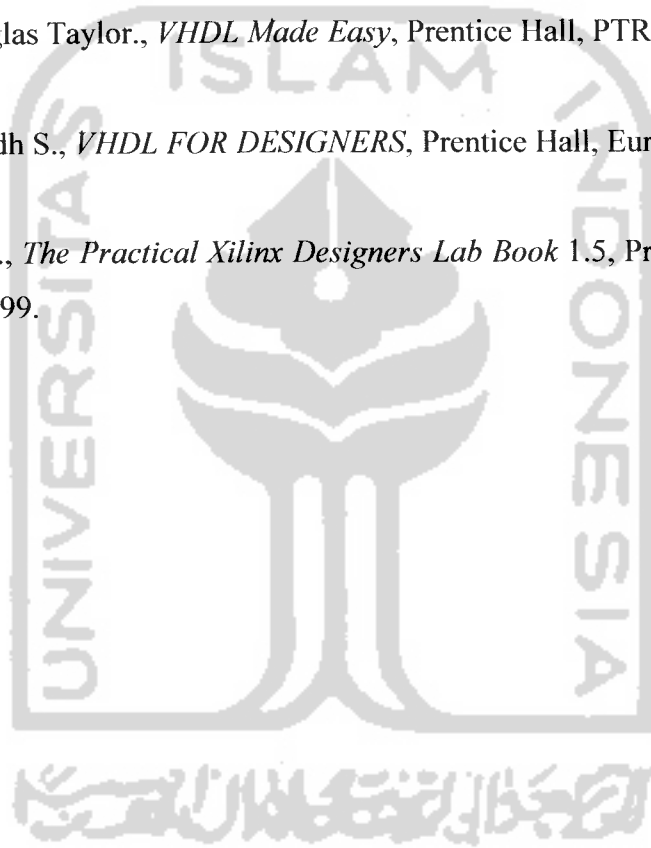 glas Taylor., VHDL Made Easy, Prentice Hall, PTR
dh S., VHDL FOR DESIGNERS, Prentice Hall, Eur
., The Practical Xilinx Designers Lab Book 1.5, Pr
99.
UNIVERSITAS
ISLAM
INDONESIA